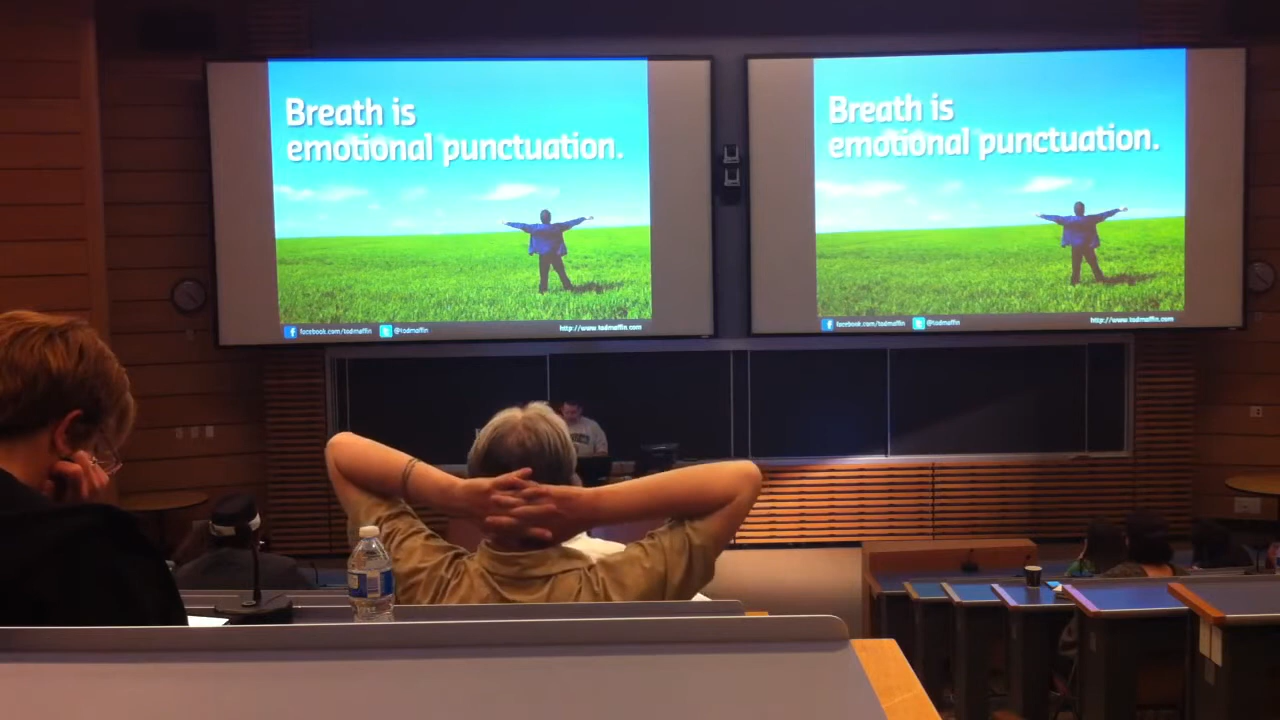 Breath is
emotional punctuation.
facebook.com/todmaffin @todmaffin http://www.todmaffin.com
Breath is
emotional punctuation.
facebook.com/todmaffin @todmaffin http://www.todmaffin.com